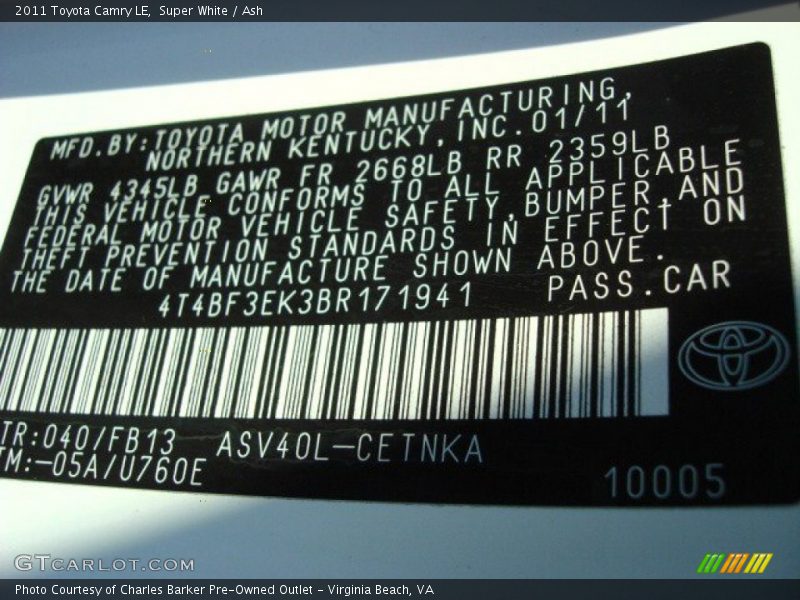 2011 Toyota Camry LE,  Super White / Ash
MFD.BY:TOYOTA MOTOR MANUFACTURING,
NORTHERN KENTUCKY,INC.01/11
GVWR 4345LB GAWR FR 2668LB RR 2359LB
THIS VEHICLE CONFORMS TO ALL APPLICABLE
FEDERAL MOTOR VEHICLE SAFETY,BUMPER,AND
THEFT PREVENTION STANDARDS IN EFFECT ON
THE DATE OF MANUFACTURE SHOWN ABOVE.
4T4BF3EK3BR171941 PASS.CAR
TR:040/FB13 ASV40L-CETNKA
TM:-05A/U760E
10005
GTCARLOT.COM
Photo Courtesy of Charles Barker Pre-Owned Outlet - Virginia Beach, VA